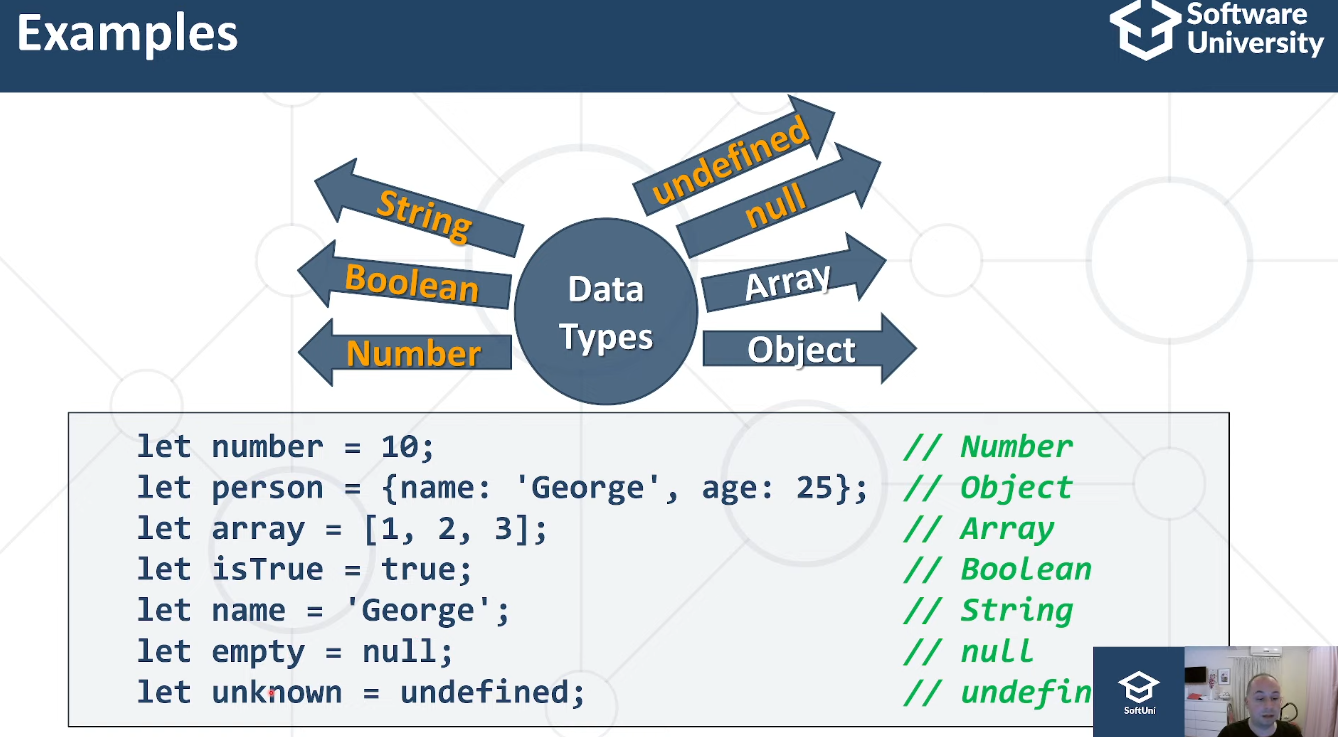 Examples
Software
University
undefined
null
String
Boolean
Array
Data
Types
Number
Object
let number = 10; // Number
let person = {name: 'George', age: 25}; // Object
let array = [1, 2, 3]; // Array
let isTrue = true; // Boolean
let name = 'George'; // String
let empty = null; // null
let unknown = undefined; // undefin
SoftUni